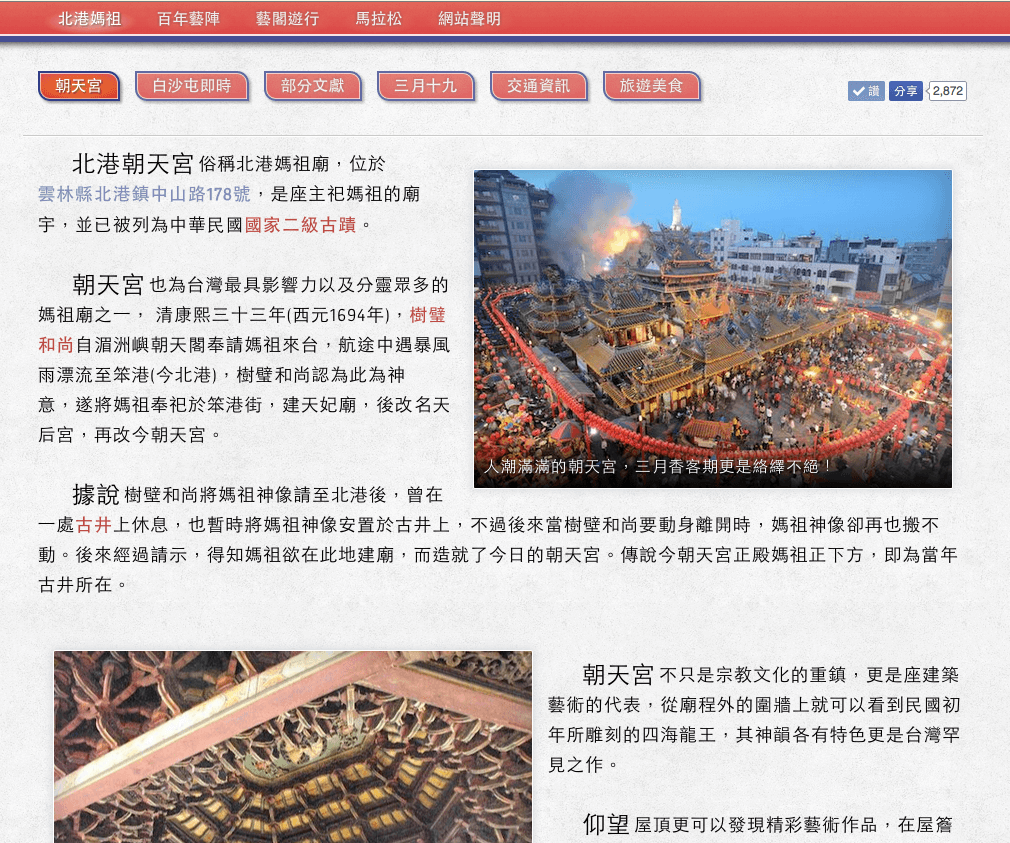 北港媽祖 百年藝陣 藝閣遊行 馬拉松 網站聲明
朝天宮 白沙屯即時 部分文獻 三月十九 交通資訊 旅遊美食
讚 分享 2,872
北港朝天宮 俗稱北港媽祖廟，位於
雲林縣北港鎮中山路178號，是座主祀媽祖的廟
宇，並已被列為中華民國國家二級古蹟。
朝天宮 也為台灣最具影響力以及分靈眾多的
媽祖廟之一， 清康熙三十三年(西元1694年)，樹璧
和尚自湄洲嶼朝天閣奉請媽祖來台，航途中遇暴風
雨漂流至笨港(今北港)，樹璧和尚認為此為神
意，遂將媽祖奉祀於笨港街，建天妃廟，後改名天
后宮，再改今朝天宮。
人潮滿滿的朝天宮，三月香客期更是絡繹不絕！
據說 樹璧和尚將媽祖神像請至北港後，曾在
一處古井上休息，也暫時將媽祖神像安置於古井上，不過後來當樹璧和尚要動身離開時，媽祖神像卻再也搬不
動。後來經過請示，得知媽祖欲在此地建廟，而造就了今日的朝天宮。傳說今朝天宮正殿媽祖正下方，即為當年
古井所在。
朝天宮 不只是宗教文化的重鎮，更是座建築
藝術的代表，從廟程外的圍牆上就可以看到民國初
年所雕刻的四海龍王，其神韻各有特色更是台灣罕
見之作。
仰望 屋頂更可以發現精彩藝術作品，在屋簷